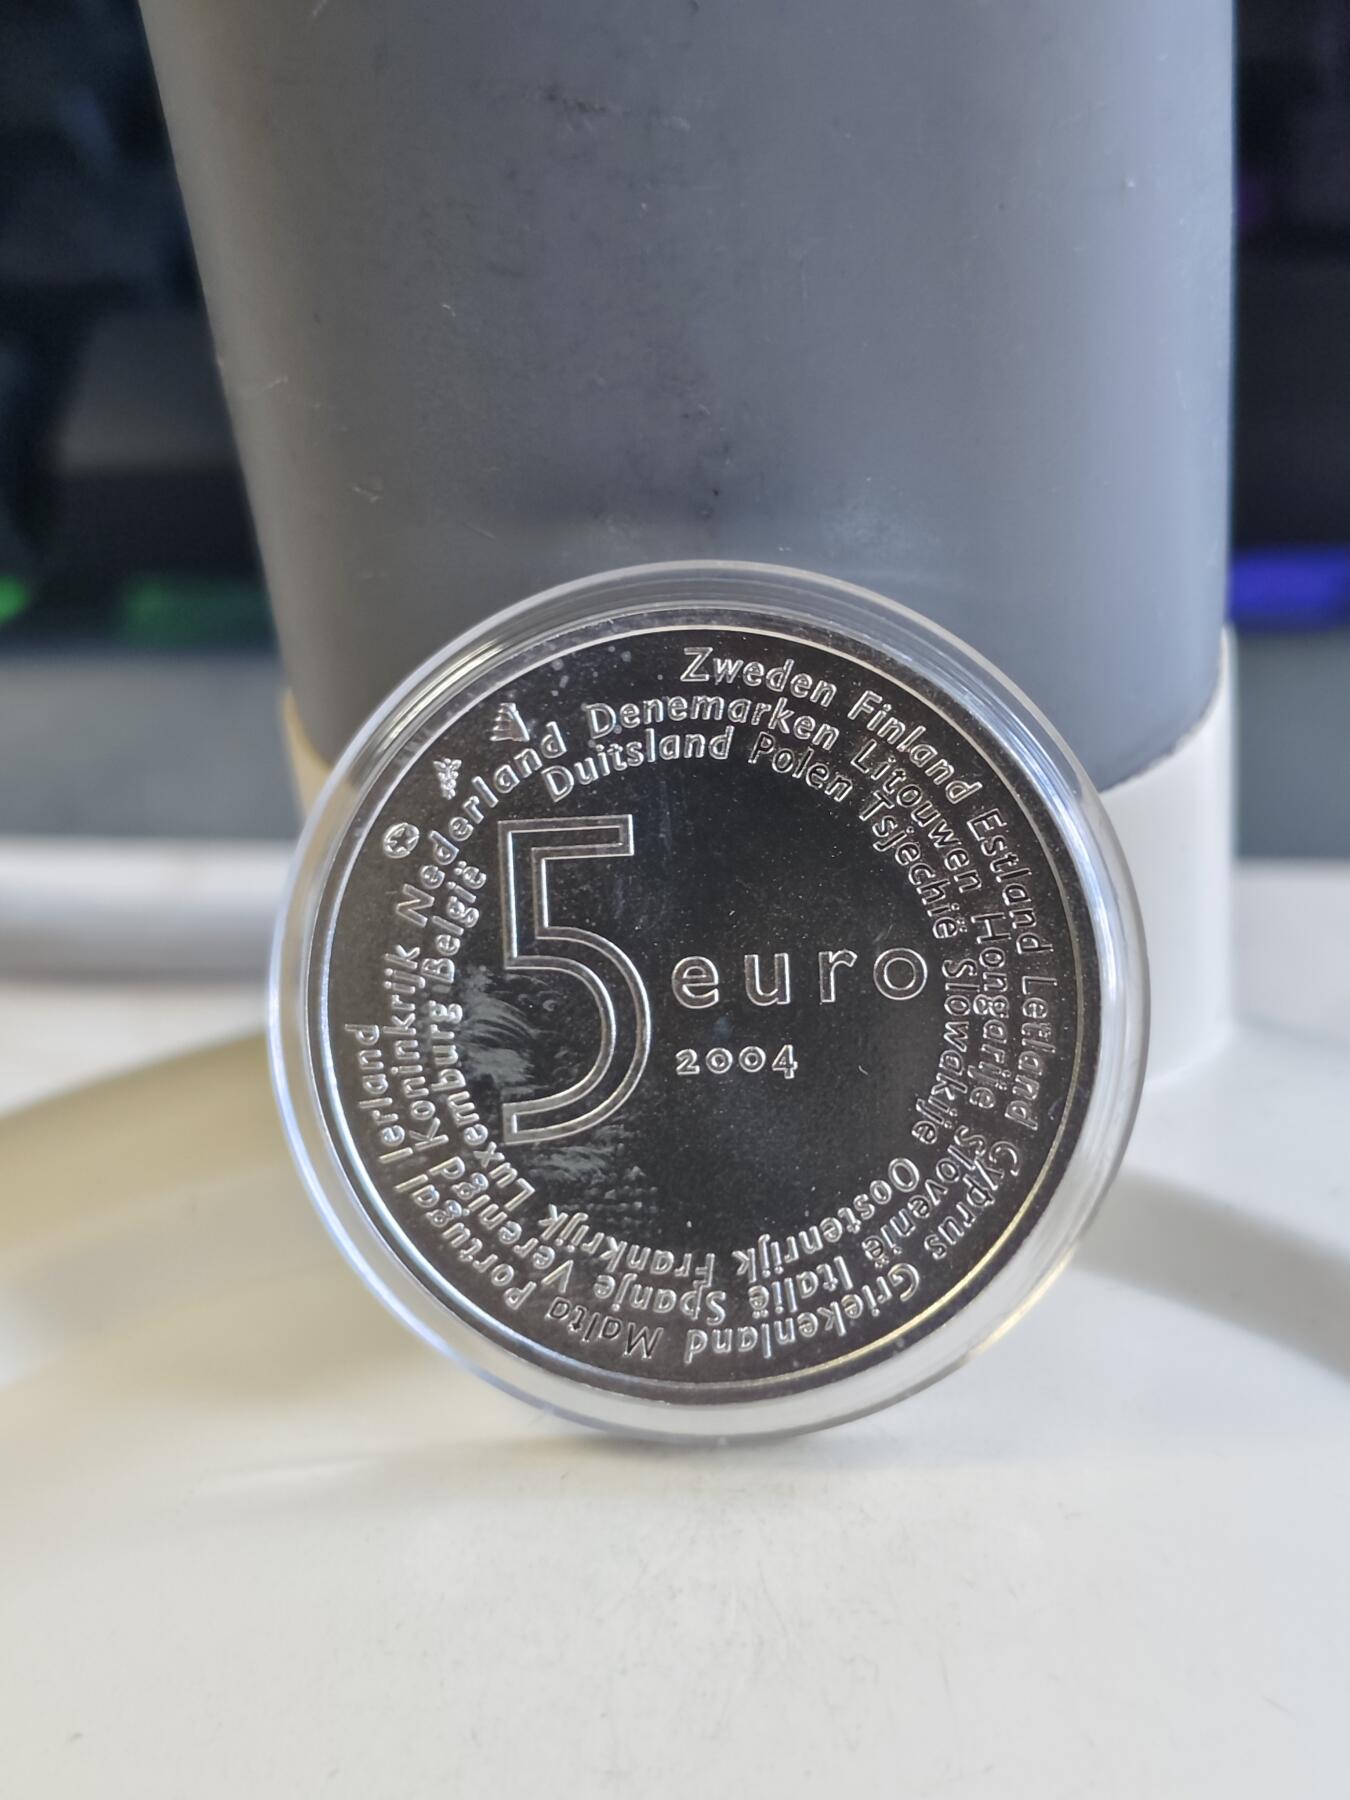 Zweden Finland Estland Letland Cyprus Griekenland Malta Portugal Ierland
Nederland Denemarken Litouwen Hongarije Slovenië Italië Spanje Verenigd Koninkrijk
Duitsland Polen Tsjechië Slowakije Oostenrijk Frankrijk Luxemburg België
5 euro
2004